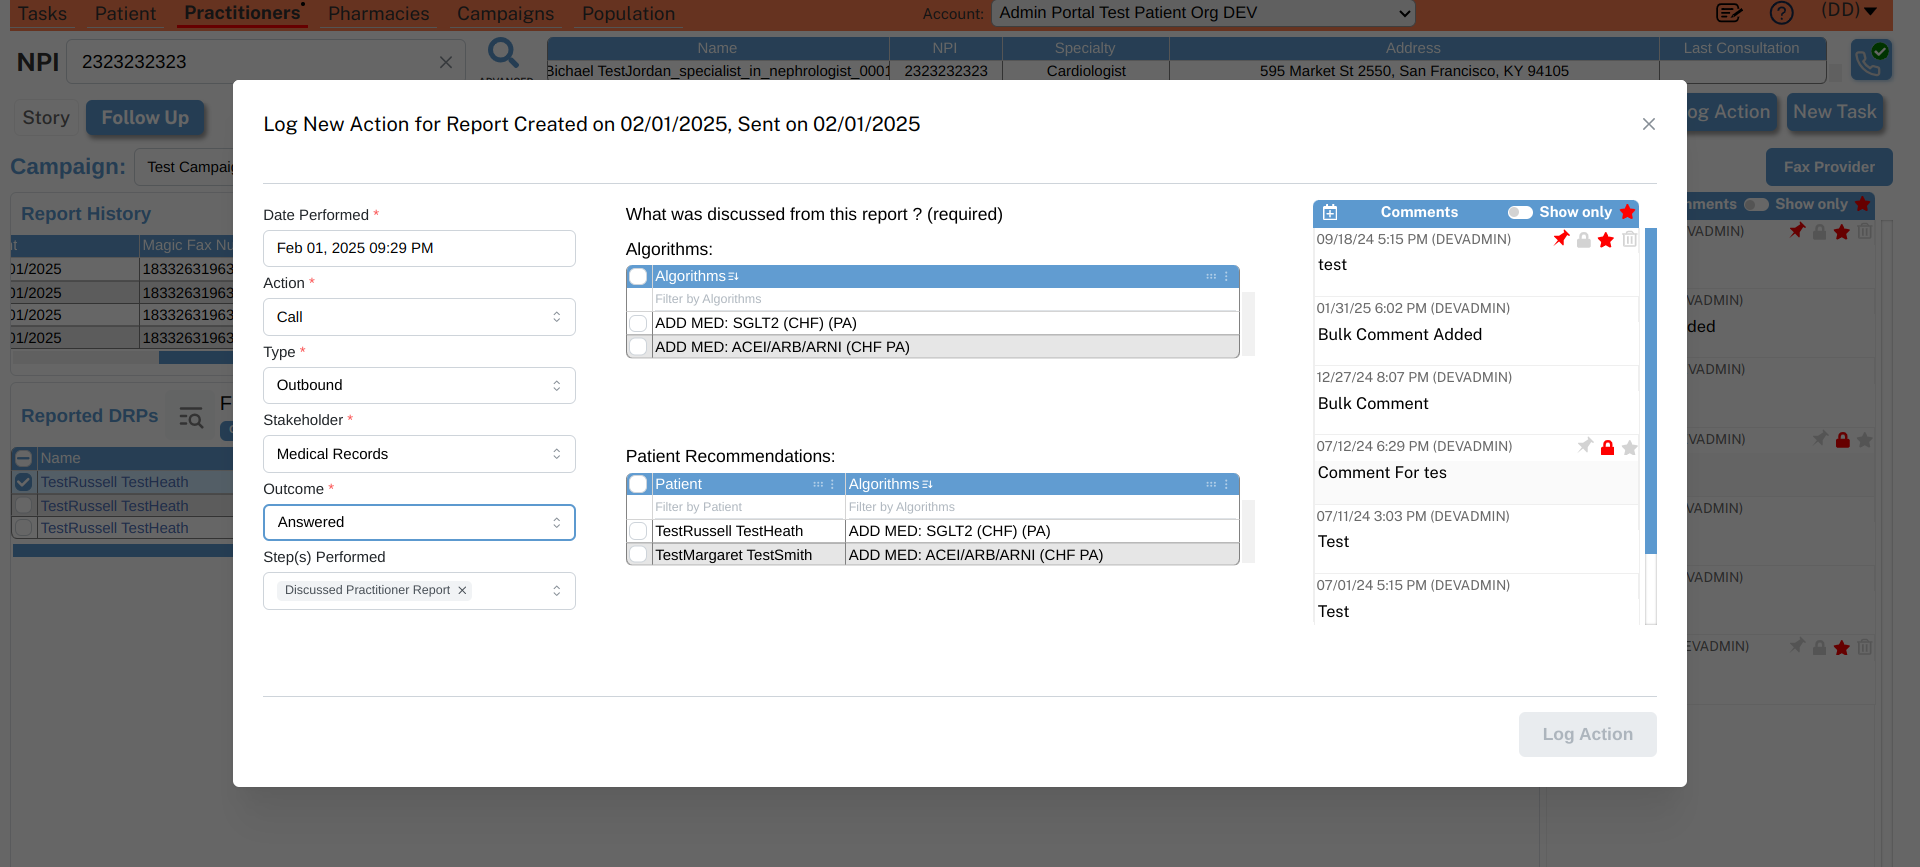 Tasks Patient Practitioners Pharmacies Campaigns Population Account: Admin Portal Test Patient Org DEV (DD)
NPI 2323232323
Name NPI Specialty Address Last Consultation
Bichael TestJordan_specialist_in_nephrologist_0001 2323232323 Cardiologist 595 Market St 2550, San Francisco, KY 94105
Story Follow Up og Action New Task
Campaign: Test Campai Fax Provider
Report History
Magic Fax Nu
01/2025 18332631963
01/2025 18332631963
01/2025 18332631963
01/2025 18332631963
Reported DRPs F
Name
TestRussell TestHeath
TestRussell TestHeath
TestRussell TestHeath
Log New Action for Report Created on 02/01/2025, Sent on 02/01/2025
Date Performed *
Feb 01, 2025 09:29 PM
Action *
Call
Type *
Outbound
Stakeholder *
Medical Records
Outcome *
Answered
Step(s) Performed
Discussed Practitioner Report
What was discussed from this report ? (required)
Algorithms:
Algorithms
Filter by Algorithms
ADD MED: SGLT2 (CHF) (PA)
ADD MED: ACEI/ARB/ARNI (CHF PA)
Patient Recommendations:
Patient Algorithms
Filter by Patient Filter by Algorithms
TestRussell TestHeath ADD MED: SGLT2 (CHF) (PA)
TestMargaret TestSmith ADD MED: ACEI/ARB/ARNI (CHF PA)
Comments Show only
09/18/24 5:15 PM (DEVADMIN)
test
01/31/25 6:02 PM (DEVADMIN)
Bulk Comment Added
12/27/24 8:07 PM (DEVADMIN)
Bulk Comment
07/12/24 6:29 PM (DEVADMIN)
Comment For tes
07/11/24 3:03 PM (DEVADMIN)
Test
07/01/24 5:15 PM (DEVADMIN)
Test
Log Action
mments Show only
VADMIN)
VADMIN)
ded
VADMIN)
VADMIN)
VADMIN)
VADMIN)
EVADMIN)